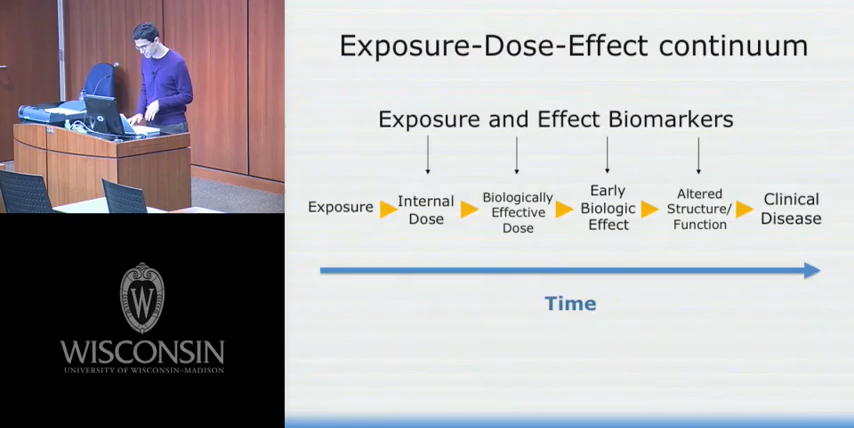 Exposure-Dose-Effect continuum
Exposure and Effect Biomarkers
Exposure
Internal
Dose
Biologically
Effective
Dose
Early
Biologic
Effect
Altered
Structure/
Function
Clinical
Disease
Time
W
WISCONSIN
UNIVERSITY OF WISCONSIN–MADISON